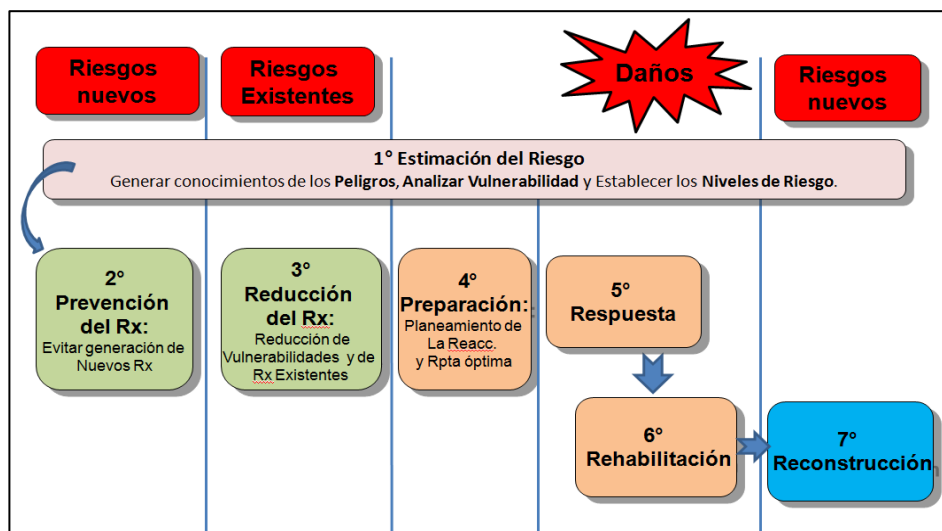 Riesgos
nuevos
Riesgos
Existentes
Daños
Riesgos
nuevos
1° Estimación del Riesgo
Generar conocimientos de los Peligros, Analizar Vulnerabilidad y Establecer los Niveles de Riesgo.
2°
Prevención
del Rx:
Evitar generación de
Nuevos Rx
3°
Reducción
del Rx:
Reducción de
Vulnerabilidades y de
Rx Existentes
4°
Preparación:
Planeamiento de
La Reacc.
y Rpta óptima
5°
Respuesta
6°
Rehabilitación
7°
Reconstrucción